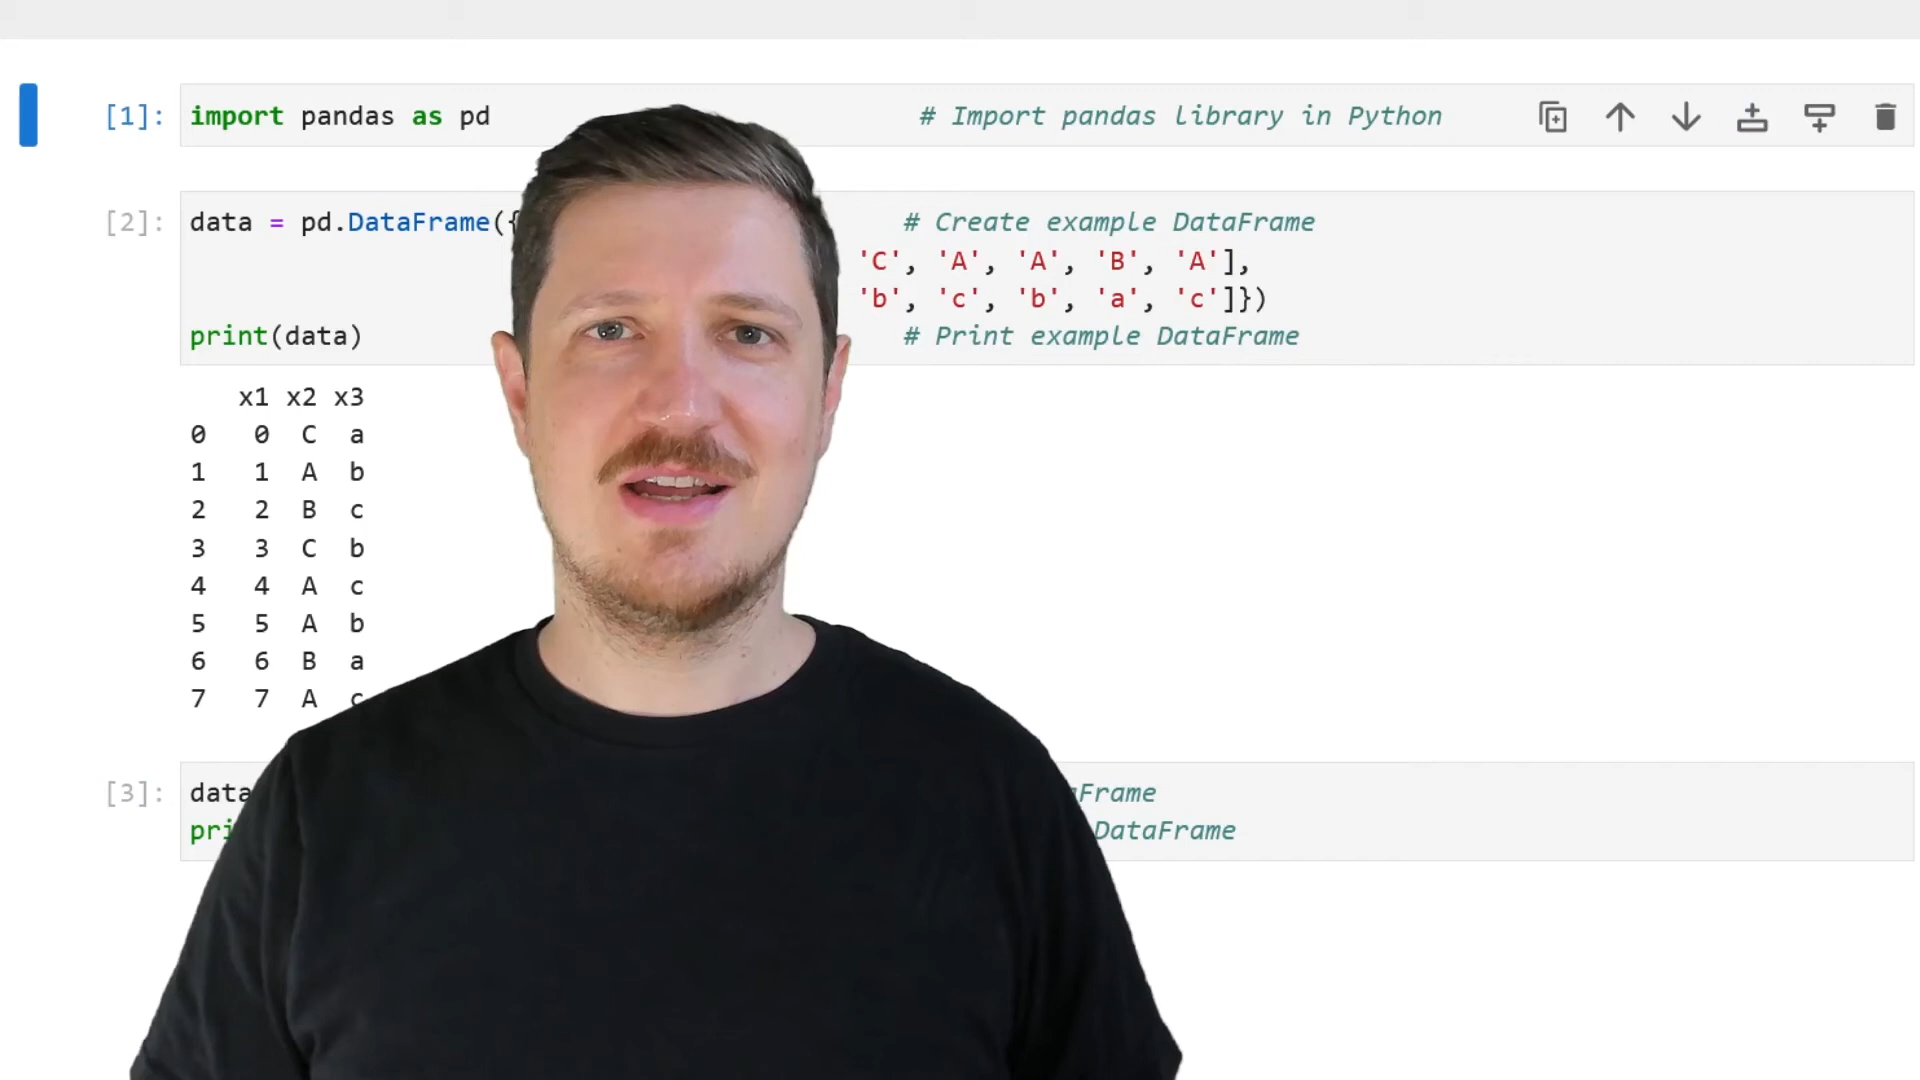 [1]: import pandas as pd # Import pandas library in Python
[2]: data = pd.DataFrame({ # Create example DataFrame
'C', 'A', 'A', 'B', 'A'],
'b', 'c', 'b', 'a', 'c']})
print(data) # Print example DataFrame
x1 x2 x3
0 0 C a
1 1 A b
2 2 B c
3 3 C b
4 4 A c
5 5 A b
6 6 B a
7 7 A c
[3]: data
DataFrame